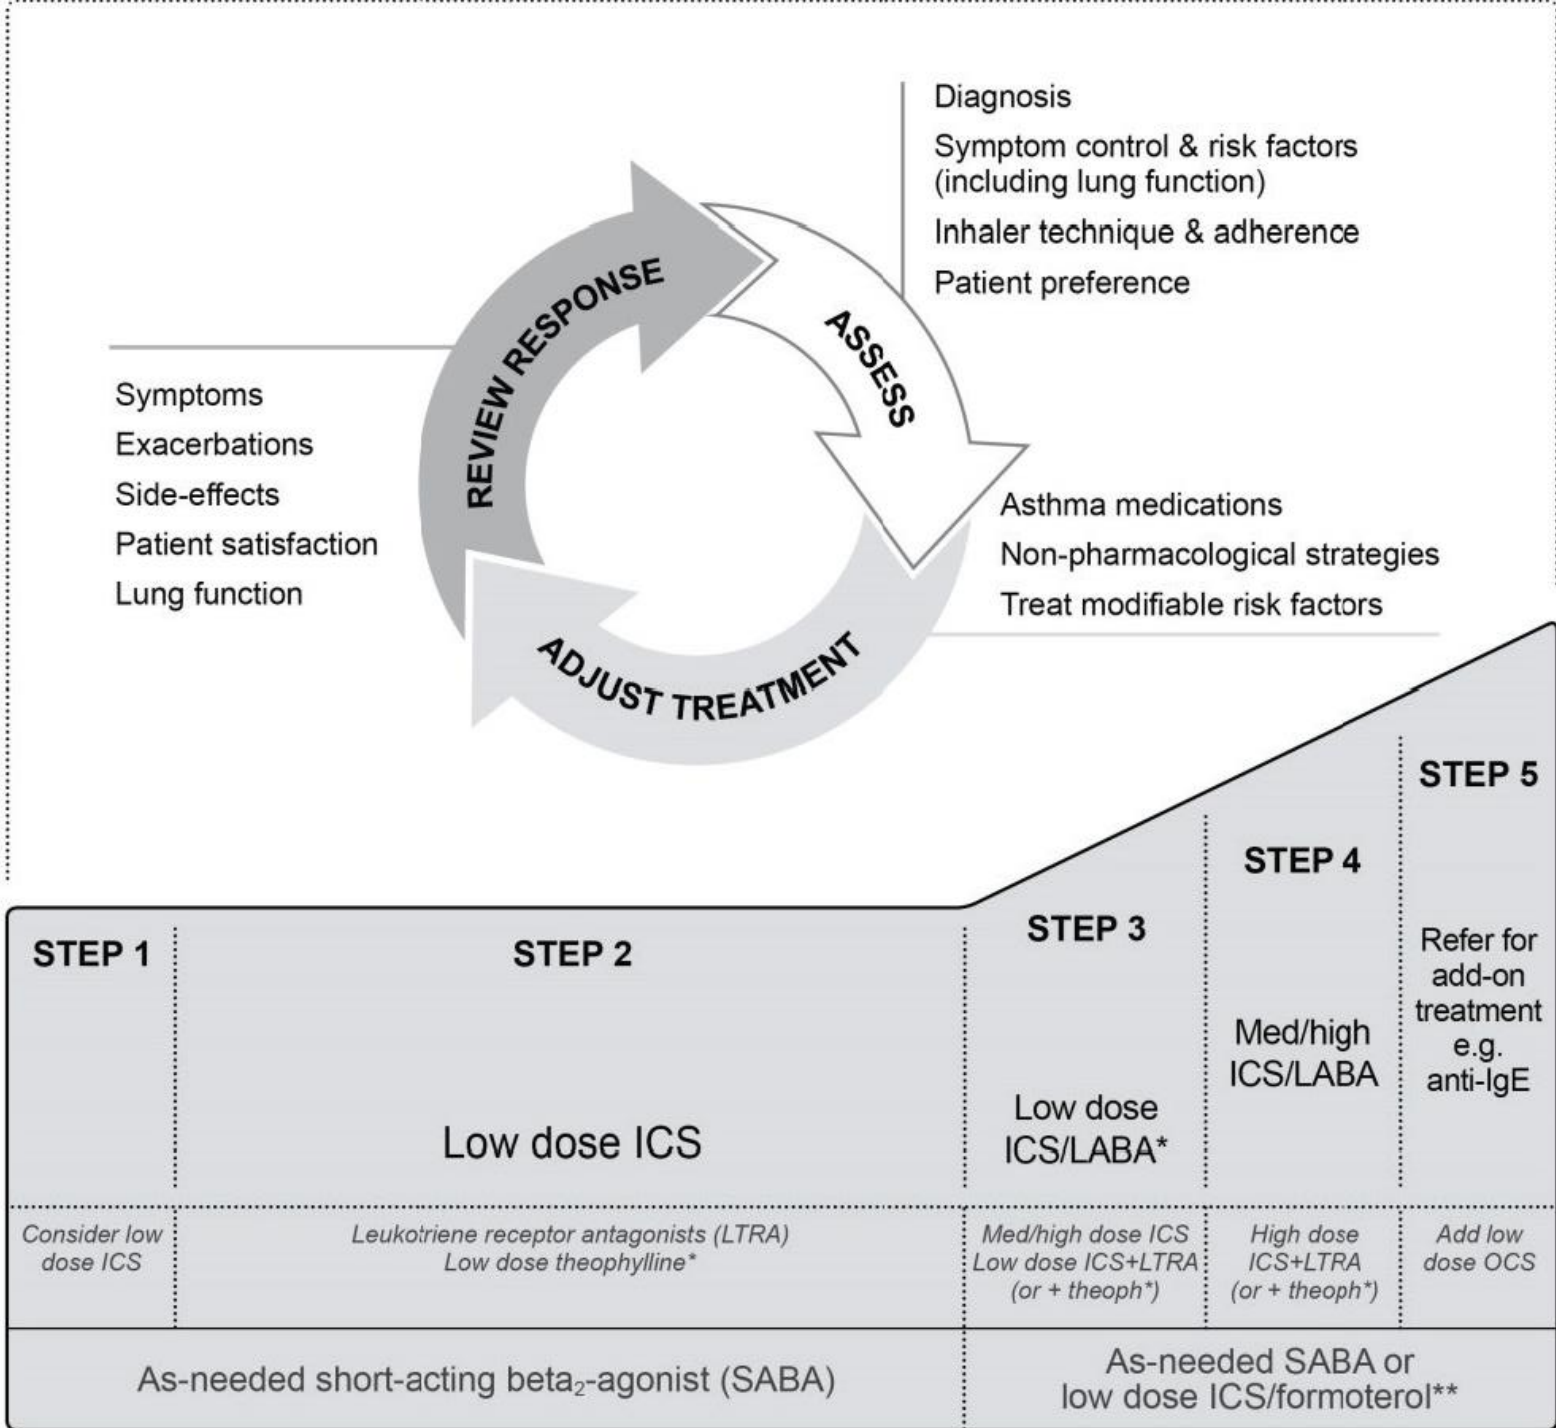 Diagnosis
Symptom control & risk factors
(including lung function)
Inhaler technique & adherence
Patient preference
REVIEW RESPONSE
ASSESS
ADJUST TREATMENT
Symptoms
Exacerbations
Side-effects
Patient satisfaction
Lung function
Asthma medications
Non-pharmacological strategies
Treat modifiable risk factors
STEP 1
Consider low
dose ICS
STEP 2
Low dose ICS
Leukotriene receptor antagonists (LTRA)
Low dose theophylline*
STEP 3
Low dose
ICS/LABA*
Med/high dose ICS
Low dose ICS+LTRA
(or + theoph*)
STEP 4
Med/high
ICS/LABA
High dose
ICS+LTRA
(or + theoph*)
STEP 5
Refer for
add-on
treatment
e.g.
anti-IgE
Add low
dose OCS
As-needed short-acting beta₂-agonist (SABA)
As-needed SABA or
low dose ICS/formoterol**